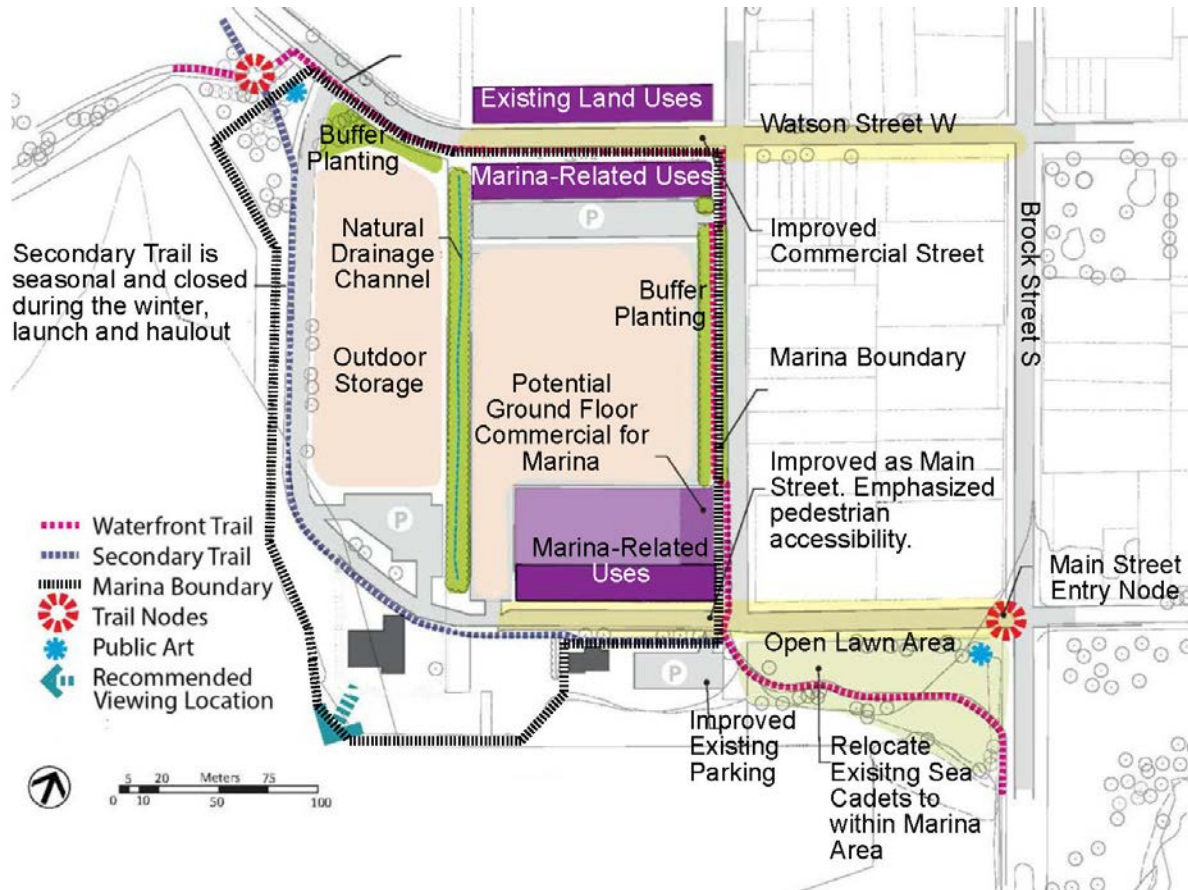 Existing Land Uses
Watson Street W
Buffer
Planting
Marina-Related Uses
P
Natural
Drainage
Channel
Improved
Commercial Street
Brock Street S
Secondary Trail is
seasonal and closed
during the winter,
launch and haulout
Buffer
Planting
Outdoor
Storage
Marina Boundary
Potential
Ground Floor
Commercial for
Marina
Improved as Main
Street. Emphasized
pedestrian
accessibility.
P
Marina-Related
Uses
Main Street
Entry Node
Waterfront Trail
Secondary Trail
Marina Boundary
Trail Nodes
Public Art
Recommended
Viewing Location
Open Lawn Area
P
Improved
Existing
Parking
Relocate
Exisitng Sea
Cadets to
within Marina
Area
5 20 Meters 75
0 10 50 100